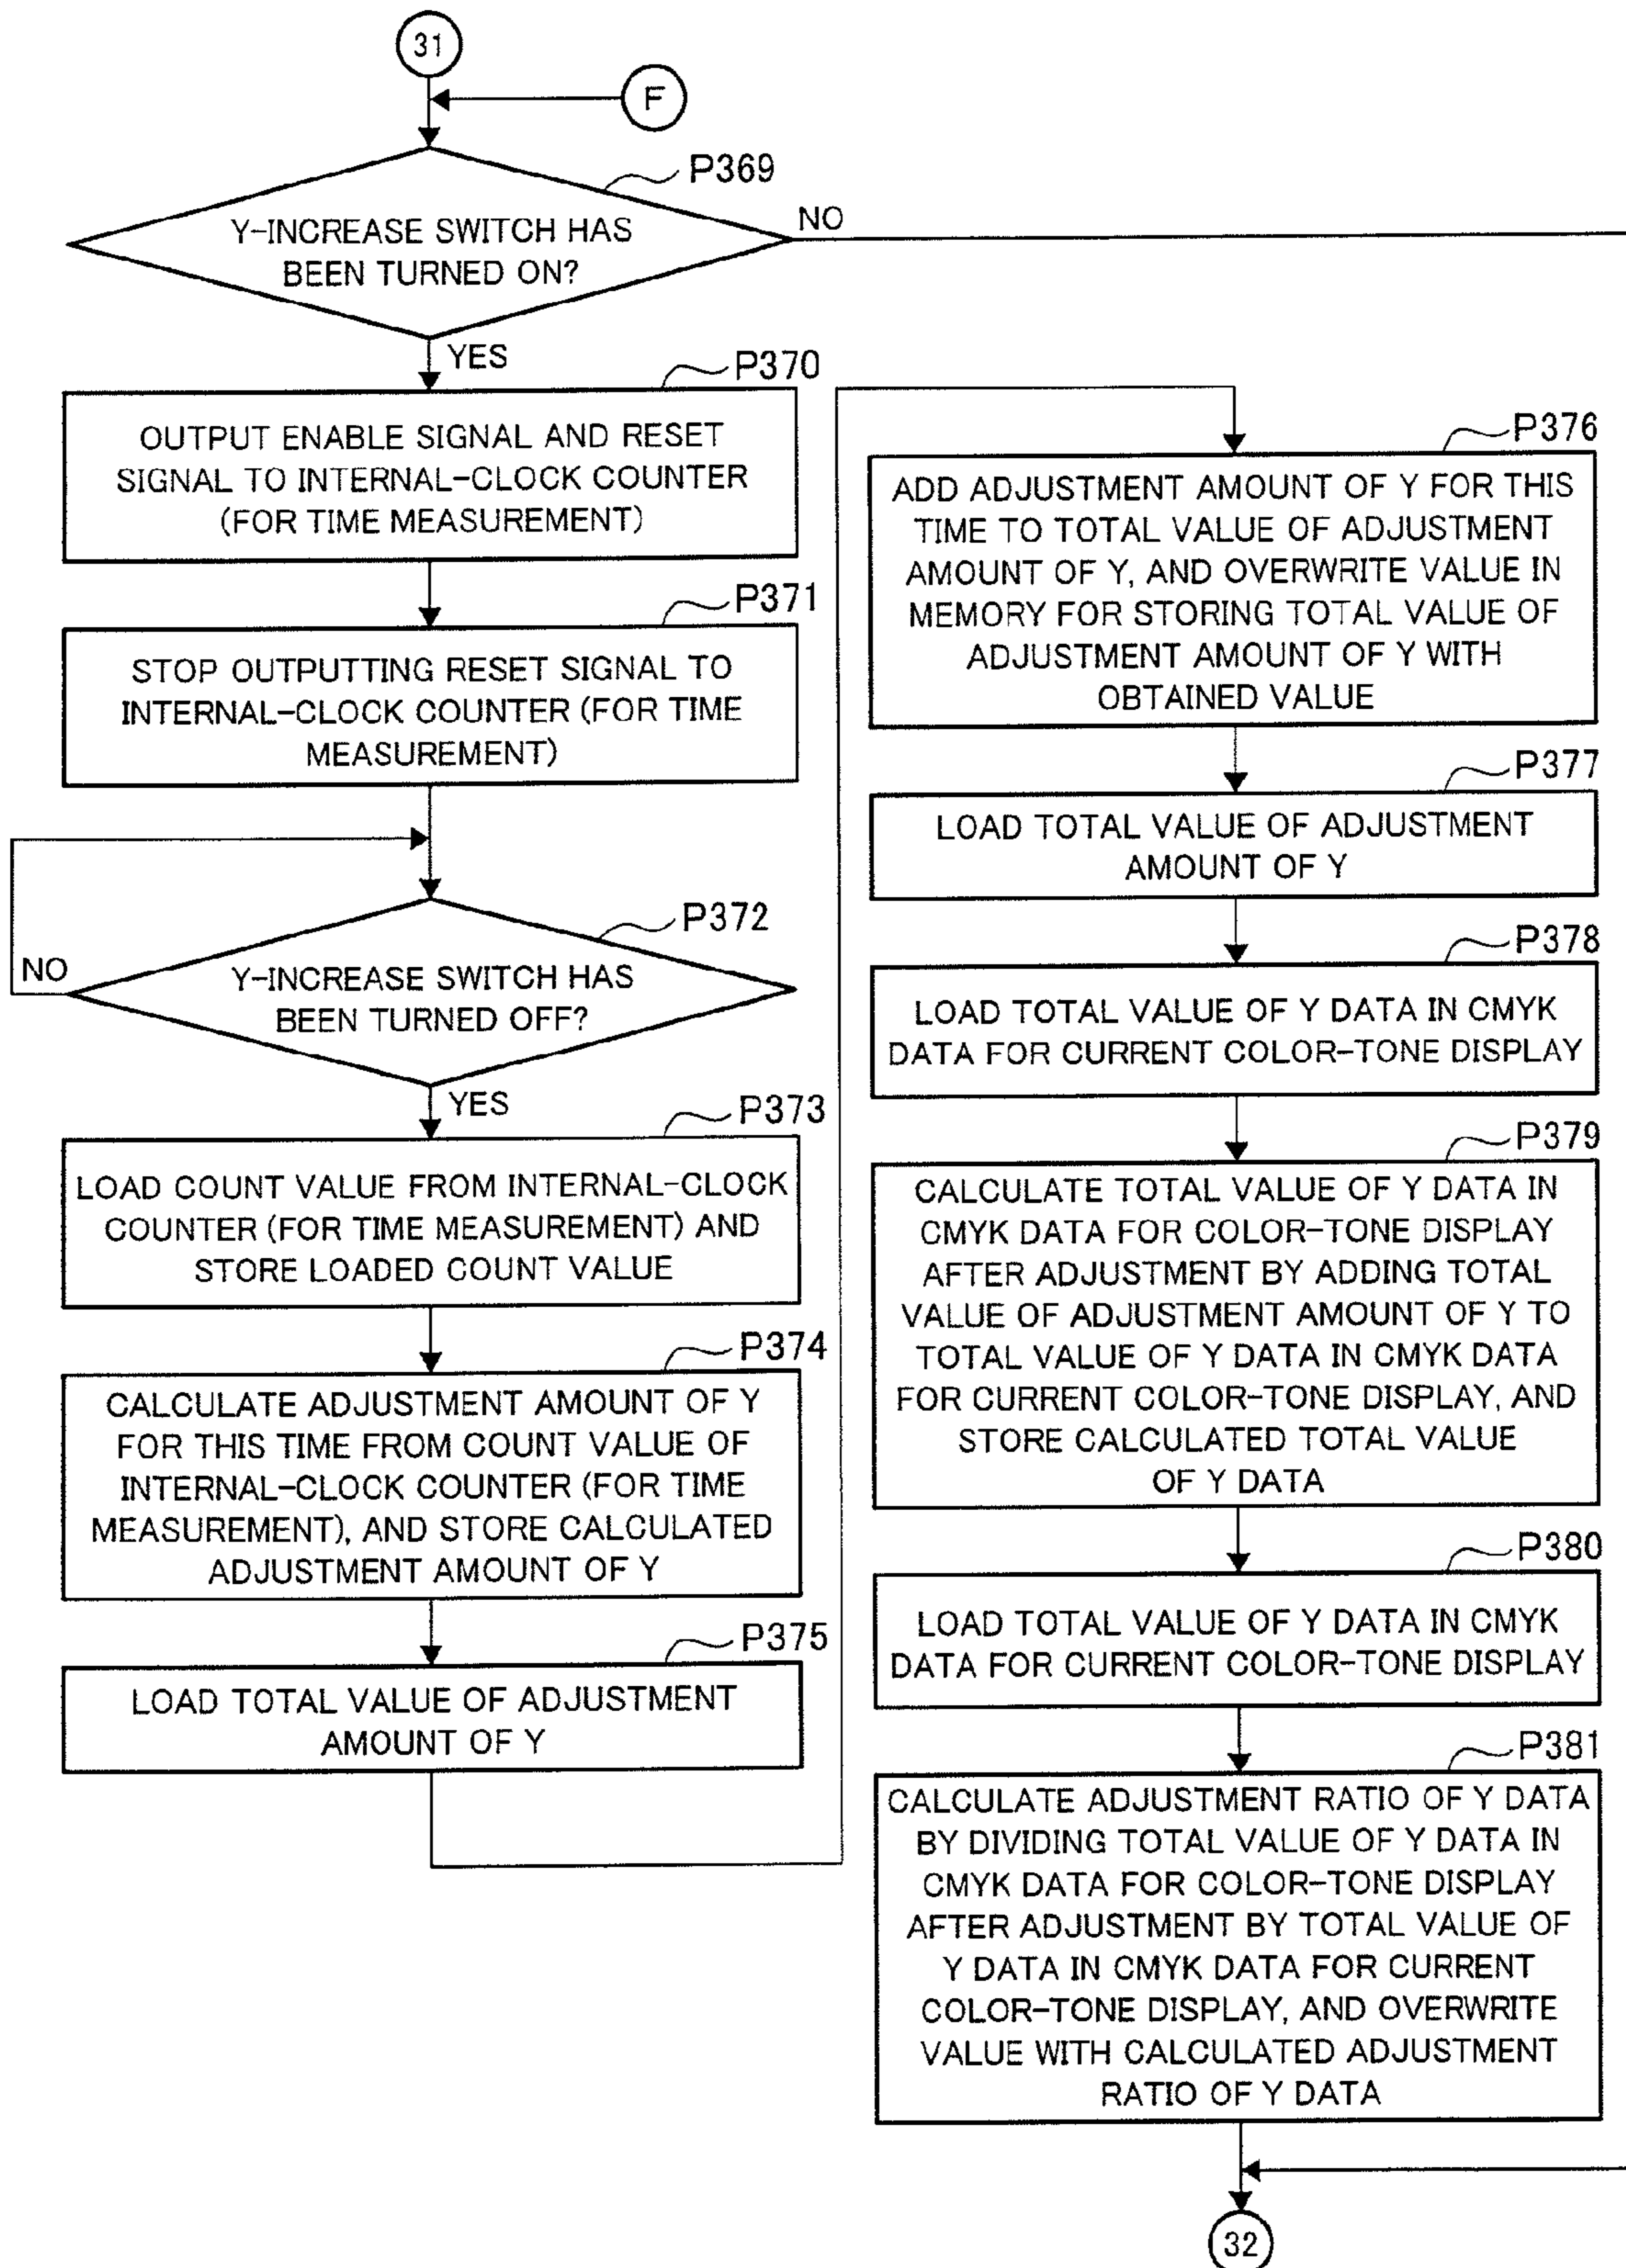 31
F
P369
Y-INCREASE SWITCH HAS
BEEN TURNED ON?
NO
YES
P370
OUTPUT ENABLE SIGNAL AND RESET
SIGNAL TO INTERNAL-CLOCK COUNTER
(FOR TIME MEASUREMENT)
P371
STOP OUTPUTTING RESET SIGNAL TO
INTERNAL-CLOCK COUNTER (FOR TIME
MEASUREMENT)
P372
NO
Y-INCREASE SWITCH HAS
BEEN TURNED OFF?
YES
P373
LOAD COUNT VALUE FROM INTERNAL-CLOCK
COUNTER (FOR TIME MEASUREMENT) AND
STORE LOADED COUNT VALUE
P374
CALCULATE ADJUSTMENT AMOUNT OF Y
FOR THIS TIME FROM COUNT VALUE OF
INTERNAL-CLOCK COUNTER (FOR TIME
MEASUREMENT), AND STORE CALCULATED
ADJUSTMENT AMOUNT OF Y
P375
LOAD TOTAL VALUE OF ADJUSTMENT
AMOUNT OF Y
P376
ADD ADJUSTMENT AMOUNT OF Y FOR THIS
TIME TO TOTAL VALUE OF ADJUSTMENT
AMOUNT OF Y, AND OVERWRITE VALUE IN
MEMORY FOR STORING TOTAL VALUE OF
ADJUSTMENT AMOUNT OF Y WITH
OBTAINED VALUE
P377
LOAD TOTAL VALUE OF ADJUSTMENT
AMOUNT OF Y
P378
LOAD TOTAL VALUE OF Y DATA IN CMYK
DATA FOR CURRENT COLOR-TONE DISPLAY
P379
CALCULATE TOTAL VALUE OF Y DATA IN
CMYK DATA FOR COLOR-TONE DISPLAY
AFTER ADJUSTMENT BY ADDING TOTAL
VALUE OF ADJUSTMENT AMOUNT OF Y TO
TOTAL VALUE OF Y DATA IN CMYK DATA
FOR CURRENT COLOR-TONE DISPLAY, AND
STORE CALCULATED TOTAL VALUE
OF Y DATA
P380
LOAD TOTAL VALUE OF Y DATA IN CMYK
DATA FOR CURRENT COLOR-TONE DISPLAY
P381
CALCULATE ADJUSTMENT RATIO OF Y DATA
BY DIVIDING TOTAL VALUE OF Y DATA IN
CMYK DATA FOR COLOR-TONE DISPLAY
AFTER ADJUSTMENT BY TOTAL VALUE OF
Y DATA IN CMYK DATA FOR CURRENT
COLOR-TONE DISPLAY, AND OVERWRITE
VALUE WITH CALCULATED ADJUSTMENT
RATIO OF Y DATA
32